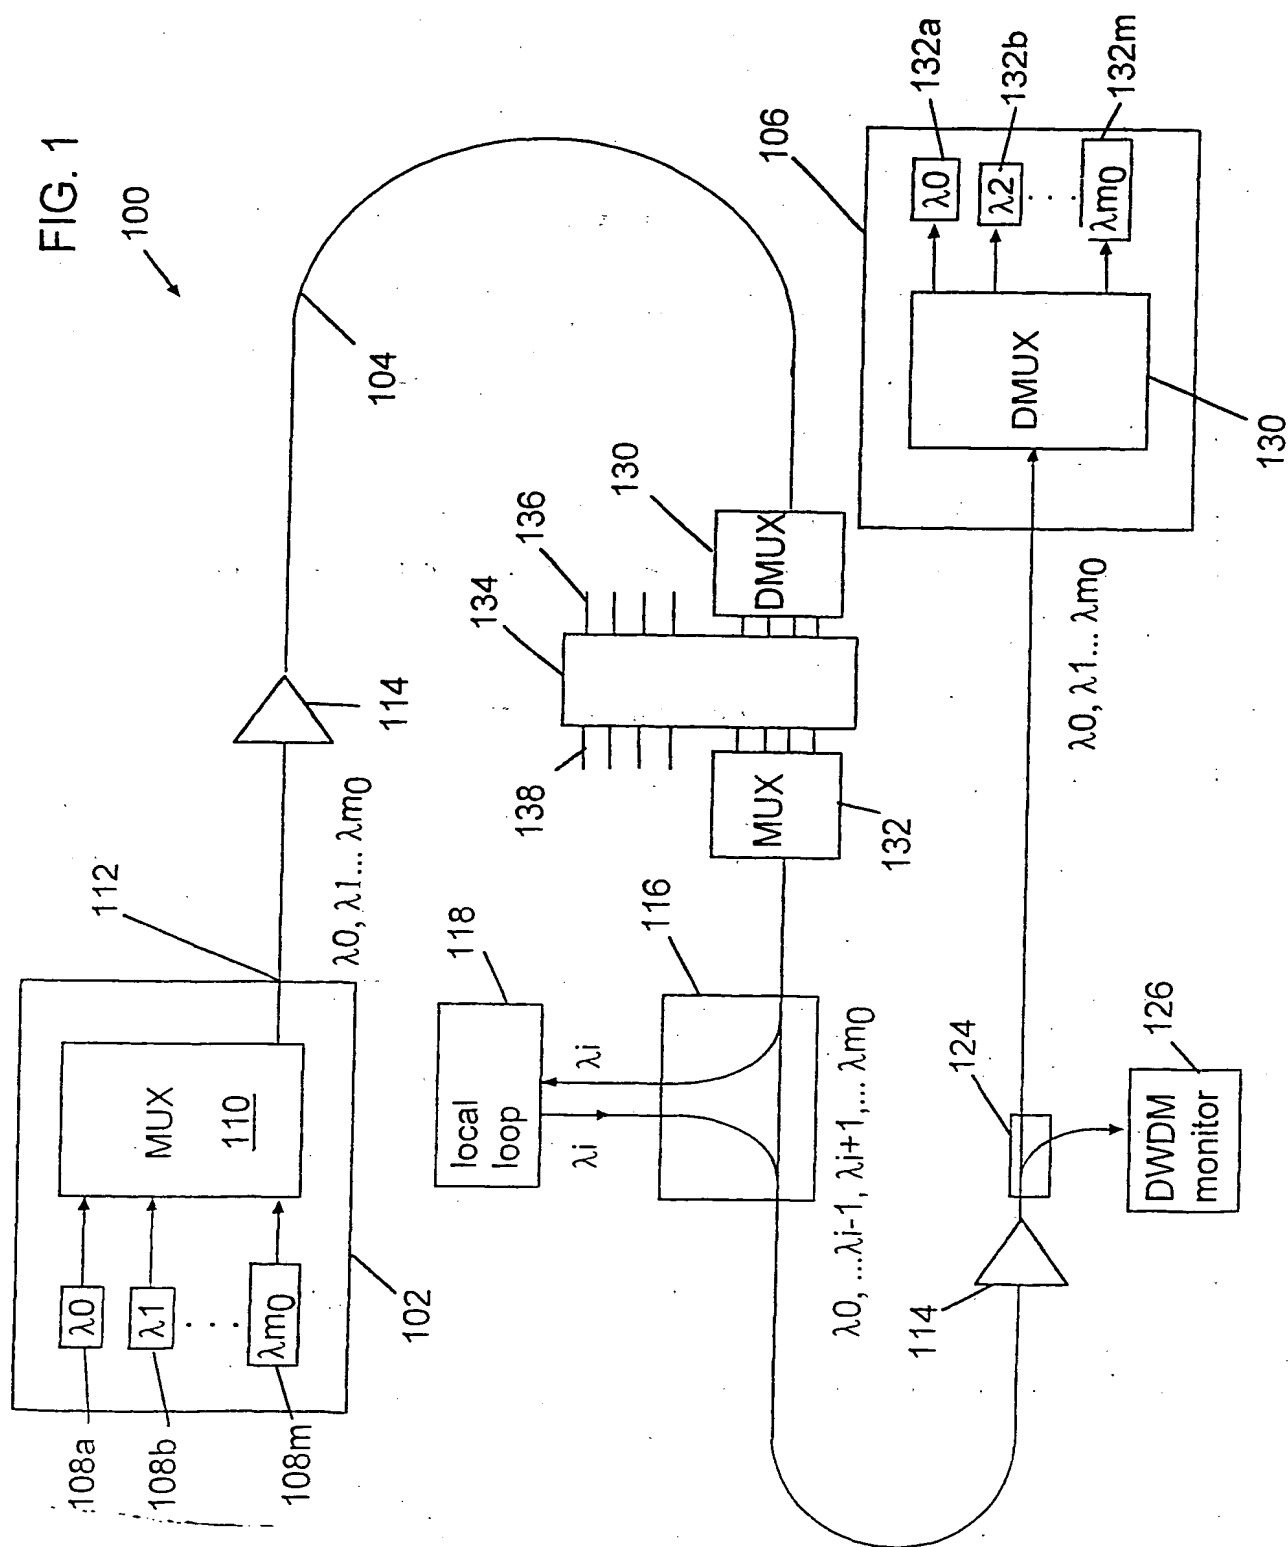 FIG. 1
100
102
108a
108b
108m
λ0
λ1
. . .
λm0
MUX
110
112
λ0, λ1... λm0
114
104
118
local
loop
λi
λi
116
138
134
136
MUX
132
DMUX
130
λ0, ...λi-1, λi+1,... λm0
114
124
DWDM
monitor
126
λ0, λ1... λm0
106
DMUX
130
λ0
λ2
. . .
λm0
132a
132b
132m